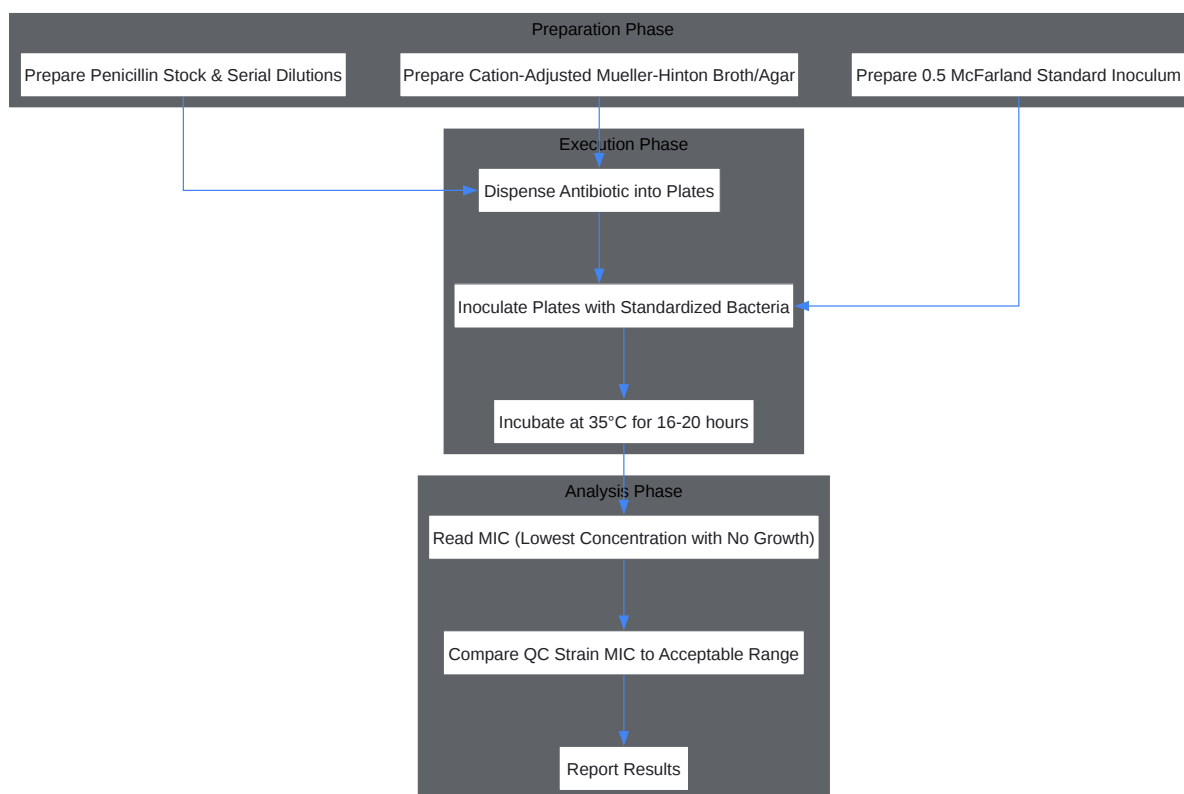 Preparation Phase
Prepare Penicillin Stock & Serial Dilutions
Prepare Cation-Adjusted Mueller-Hinton Broth/Agar
Prepare 0.5 McFarland Standard Inoculum
Execution Phase
Dispense Antibiotic into Plates
Inoculate Plates with Standardized Bacteria
Incubate at 35°C for 16-20 hours
Analysis Phase
Read MIC (Lowest Concentration with No Growth)
Compare QC Strain MIC to Acceptable Range
Report Results